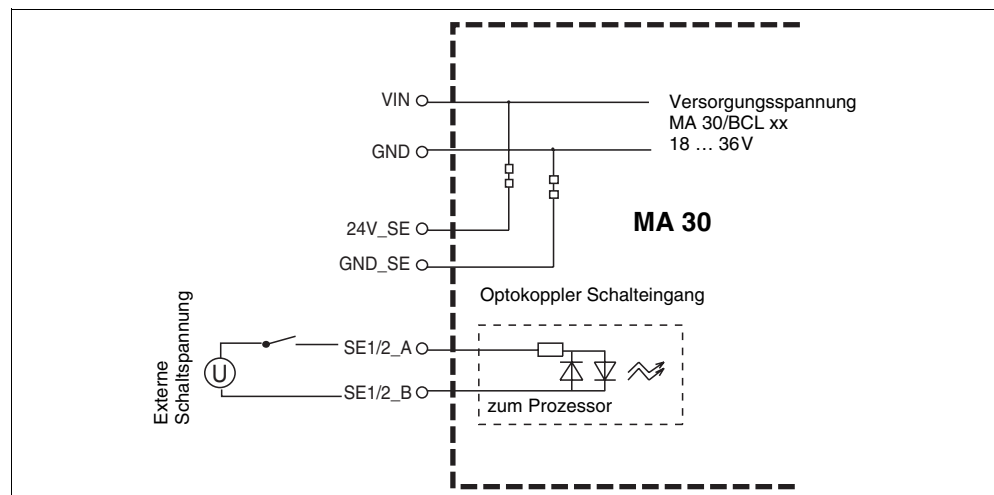 VIN
GND
Versorgungsspannung
MA 30/BCL xx
18 … 36 V
24V_SE
GND_SE
MA 30
Optokoppler Schalteingang
Externe
Schaltspannung
U
SE1/2_A
SE1/2_B
zum Prozessor